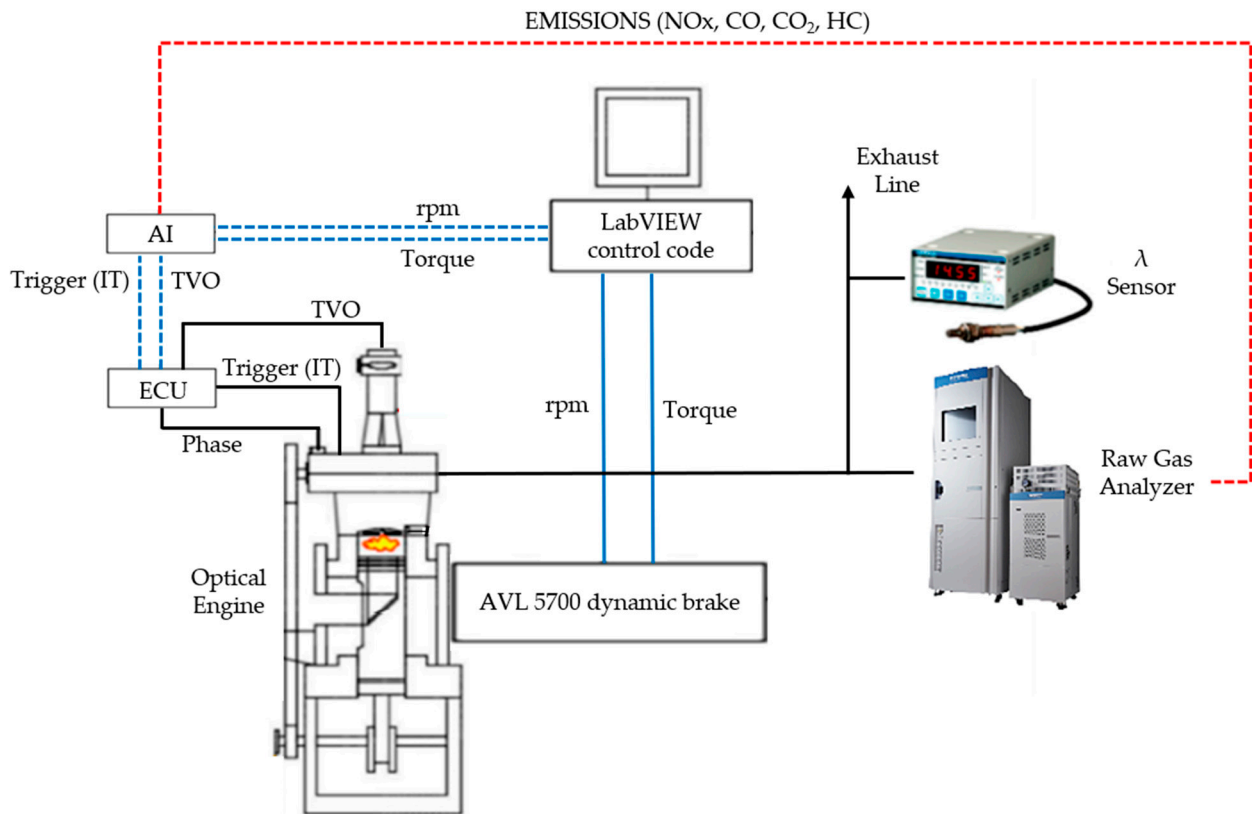 EMISSIONS (NOx, CO, CO₂, HC)
Exhaust
Line
rpm
LabVIEW
control code
AI
Torque
λ
Sensor
1455
Trigger (IT)
TVO
TVO
Trigger (IT)
ECU
rpm
Torque
Phase
Raw Gas
Analyzer
Optical
Engine
AVL 5700 dynamic brake